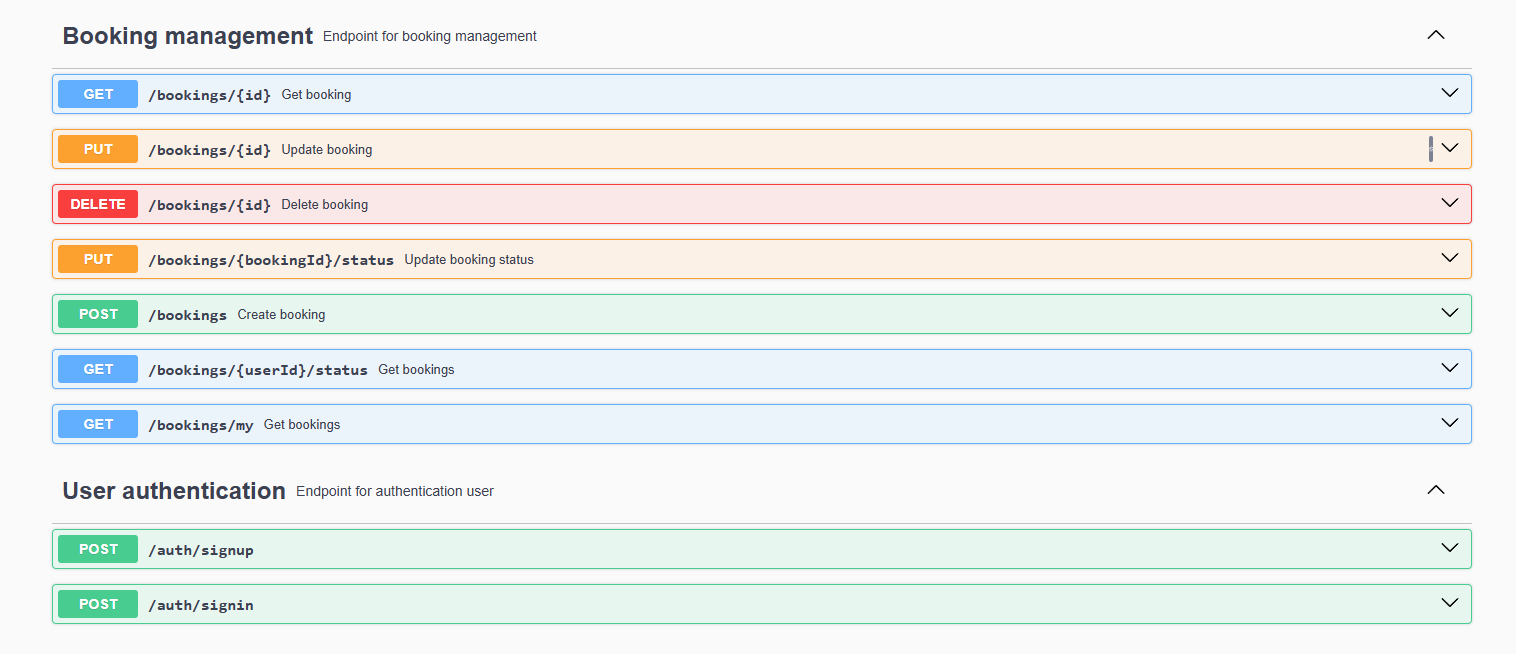 Booking management Endpoint for booking management
GET /bookings/{id} Get booking
PUT /bookings/{id} Update booking
DELETE /bookings/{id} Delete booking
PUT /bookings/{bookingId}/status Update booking status
POST /bookings Create booking
GET /bookings/{userId}/status Get bookings
GET /bookings/my Get bookings
User authentication Endpoint for authentication user
POST /auth/signup
POST /auth/signin